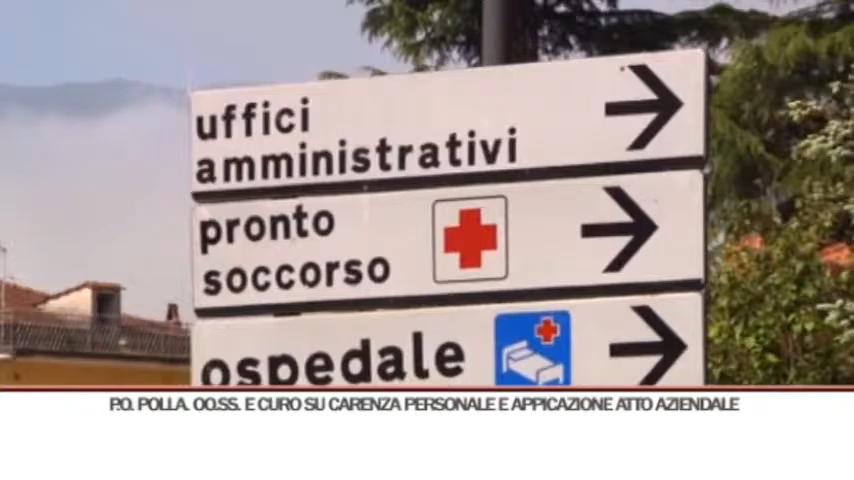 uffici
amministrativi
pronto
soccorso
ospedale
P.O. POLLA. OO.SS. E CURO SU CARENZA PERSONALE E APPICAZIONE ATTO AZIENDALE